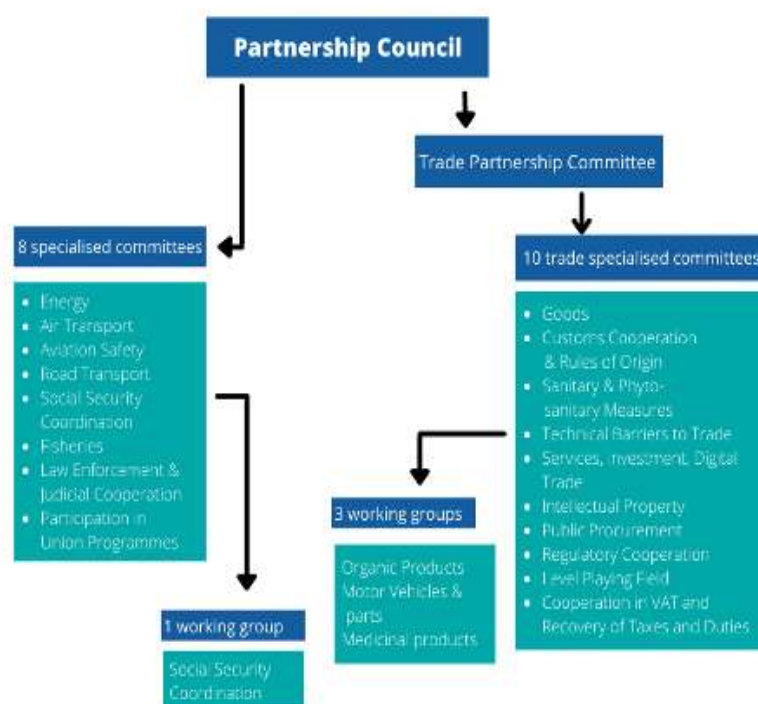 Partnership Council
Trade Partnership Committee
8 specialised committees
• Energy
• Air Transport
• Aviation Safety
• Road Transport
• Social Security
Coordination
• Fisheries
• Law Enforcement &
Judicial Cooperation
• Participation in
Union Programmes
1 working group
Social Security
Coordination
10 trade specialised committees
• Goods
• Customs Cooperation
& Rules of Origin
• Sanitary & Phyto-
sanitary Measures
• Technical Barriers to Trade
• Services, Investment, Digital
Trade
• Intellectual Property
• Public Procurement
• Regulatory Cooperation
• Level Playing Field
• Cooperation in VAT and
Recovery of Taxes and Duties
3 working groups
Organic Products
Motor Vehicles &
parts
Medicinal products